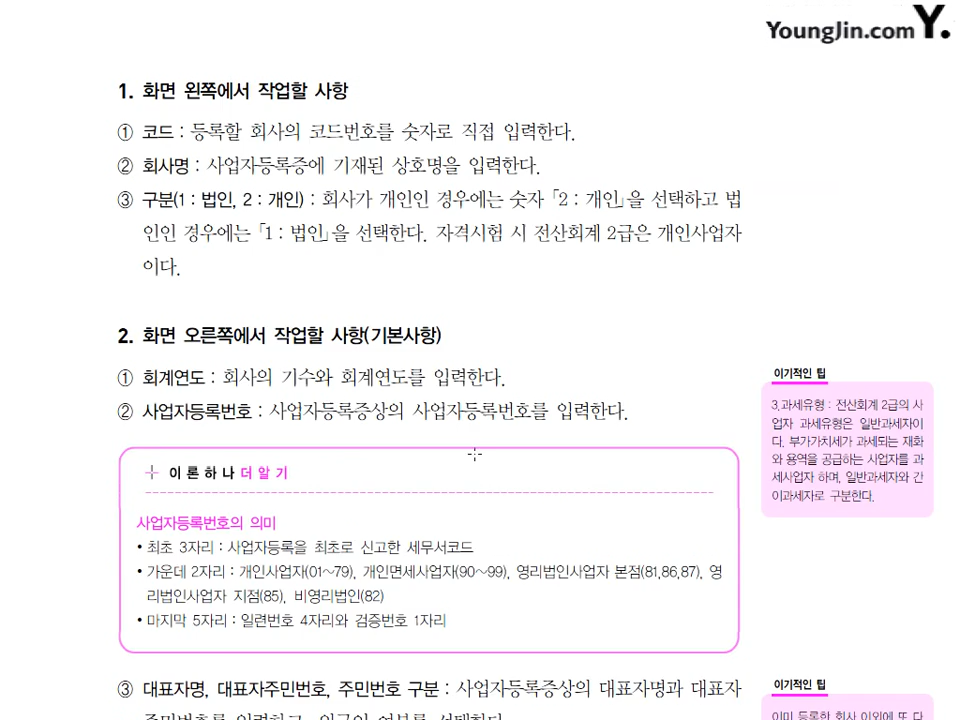 YoungJin.com Y.
1. 화면 왼쪽에서 작업할 사항
① 코드 : 등록할 회사의 코드번호를 숫자로 직접 입력한다.
② 회사명 : 사업자등록증에 기재된 상호명을 입력한다.
③ 구분(1 : 법인, 2 : 개인) : 회사가 개인인 경우에는 숫자 「2 : 개인」을 선택하고 법
인인 경우에는 「1 : 법인」을 선택한다. 자격시험 시 전산회계 2급은 개인사업자
이다.
2. 화면 오른쪽에서 작업할 사항(기본사항)
① 회계연도 : 회사의 기수와 회계연도를 입력한다.
② 사업자등록번호 : 사업자등록증상의 사업자등록번호를 입력한다.
이기적인 팁
3.과세유형 : 전산회계 2급의 사
업자 과세유형은 일반과세자이
다. 부가가치세가 과세되는 재화
와 용역을 공급하는 사업자를 과
세사업자 하며, 일반과세자와 간
이과세자로 구분한다.
이론하나 더 알기
사업자등록번호의 의미
• 최초 3자리 : 사업자등록을 최초로 신고한 세무서코드
• 가운데 2자리 : 개인사업자(01~79), 개인면세사업자(90~99), 영리법인사업자 본점(81,86,87), 영
리법인사업자 지점(85), 비영리법인(82)
• 마지막 5자리 : 일련번호 4자리와 검증번호 1자리
③ 대표자명, 대표자주민번호, 주민번호 구분 : 사업자등록증상의 대표자명과 대표자
이기적인 팁
이미 등록한 회사 이외에 또 다